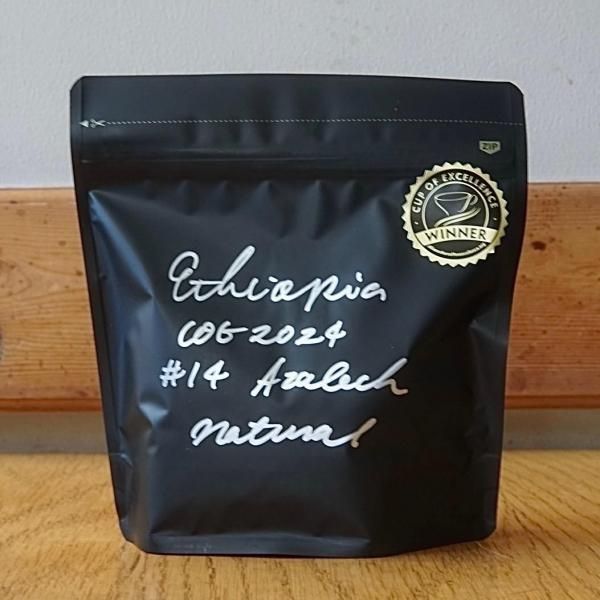 ZIP
CUP OF EXCELLENCE
WINNER
Ethiopia
COE 2024
#14 Azalech
Natural